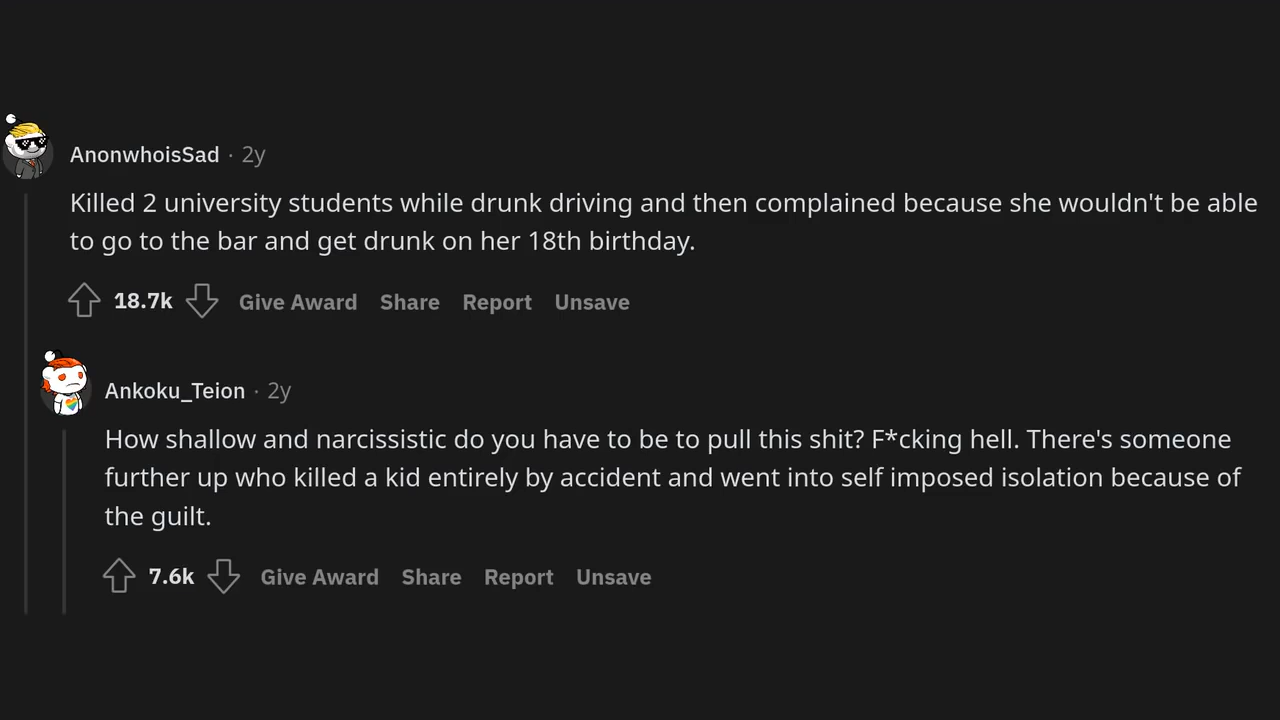 AnonwhoisSad · 2y
Killed 2 university students while drunk driving and then complained because she wouldn't be able
to go to the bar and get drunk on her 18th birthday.
18.7k Give Award Share Report Unsave
Ankoku_Teion · 2y
How shallow and narcissistic do you have to be to pull this shit? F*cking hell. There's someone
further up who killed a kid entirely by accident and went into self imposed isolation because of
the guilt.
7.6k Give Award Share Report Unsave